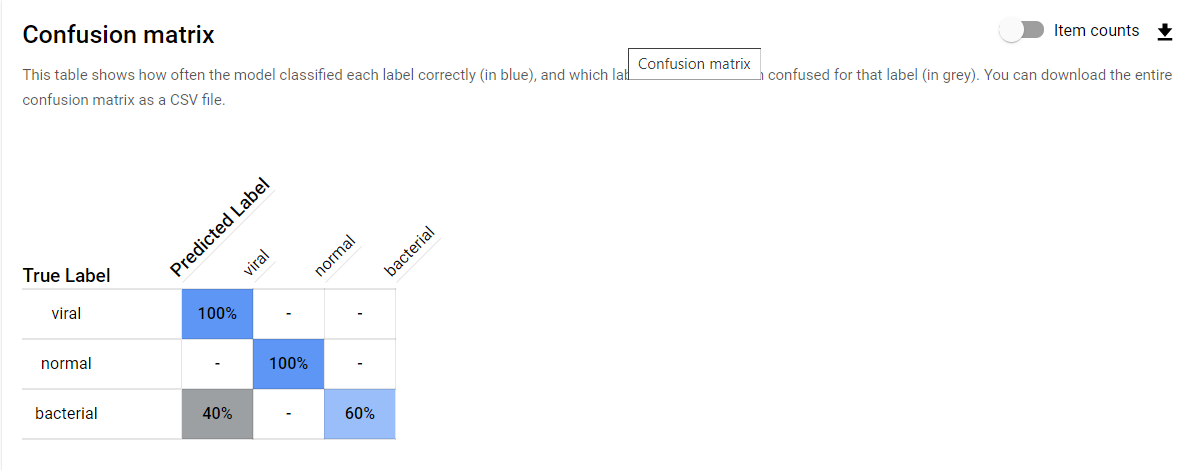 Confusion matrix
Item counts
This table shows how often the model classified each label correctly (in blue), and which lab
Confusion matrix
confused for that label (in grey). You can download the entire
confusion matrix as a CSV file.
Predicted Label
viral
normal
bacterial
True Label
viral 100% - -
normal - 100% -
bacterial 40% - 60%